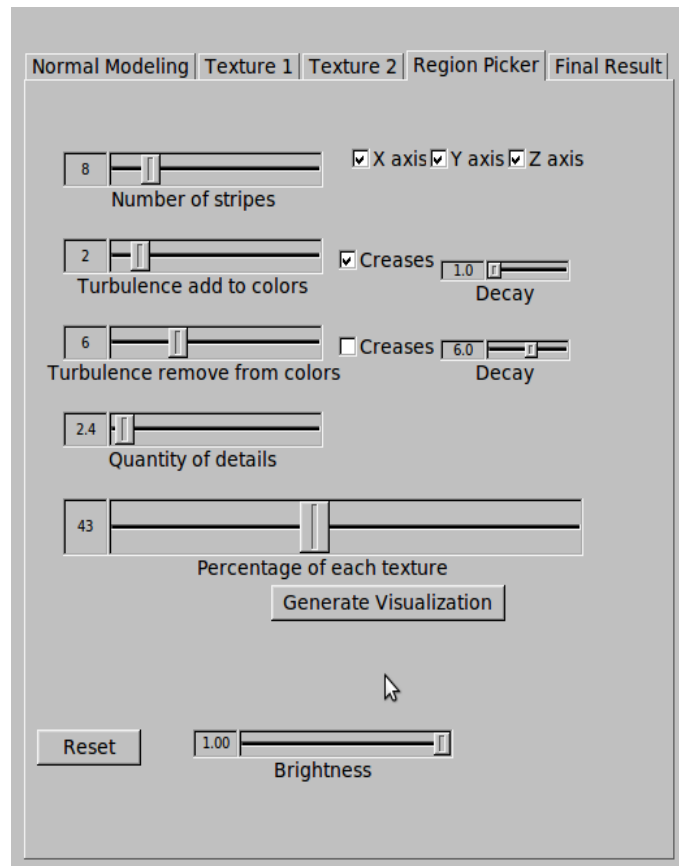 Normal Modeling Texture 1 Texture 2 Region Picker Final Result
8 X axis Y axis Z axis
Number of stripes
2 Creases 1.0
Turbulence add to colors Decay
6 Creases 6.0
Turbulence remove from colors Decay
2.4
Quantity of details
43
Percentage of each texture
Generate Visualization
Reset 1.00
Brightness